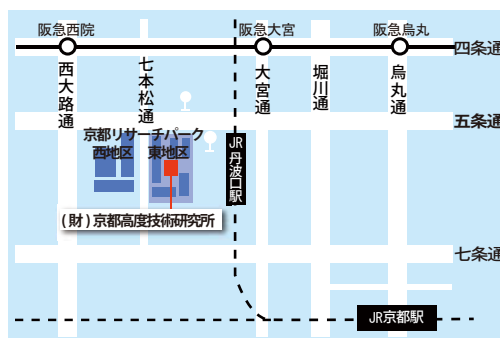 阪急西院
阪急大宮
阪急烏丸
四条通
西大路通
七本松通
大宮通
堀川通
烏丸通
五条通
京都リサーチパーク
西地区 東地区
JR丹波口駅
(財)京都高度技術研究所
七条通
JR京都駅